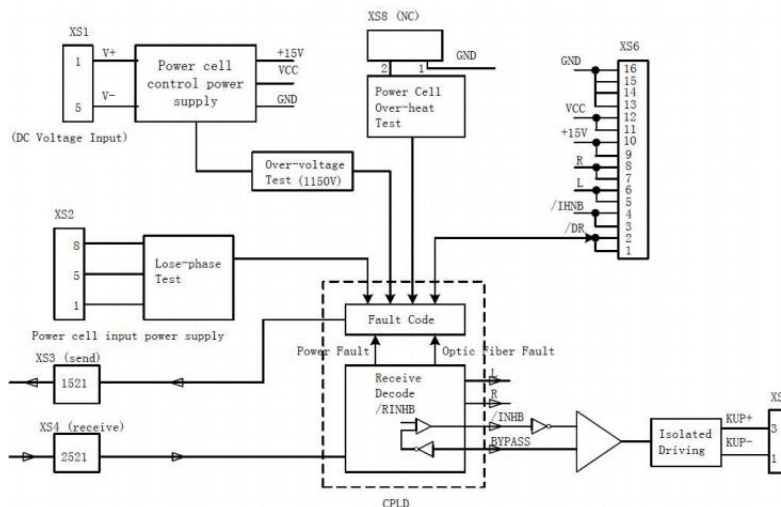 XS1
1
5
V+
V-
(DC Voltage Input)
Power cell
control power
supply
+15V
VCC
GND
XS8 (NC)
2
1
GND
Power Cell
Over-heat
Test
Over-voltage
Test (1150V)
XS6
GND
VCC
+15V
R
L
/IHNB
/DR
16
15
14
13
12
11
10
9
8
7
6
5
4
3
2
1
XS2
8
5
1
Lose-phase
Test
Power cell input power supply
Fault Code
Power Fault
Optic Fiber Fault
XS3 (send)
1521
XS4 (receive)
2521
Receive
Decode
/RINHB
L
R
/INHB
BYPASS
CPLD
Isolated
Driving
KUP+
KUP-
XS
3
1